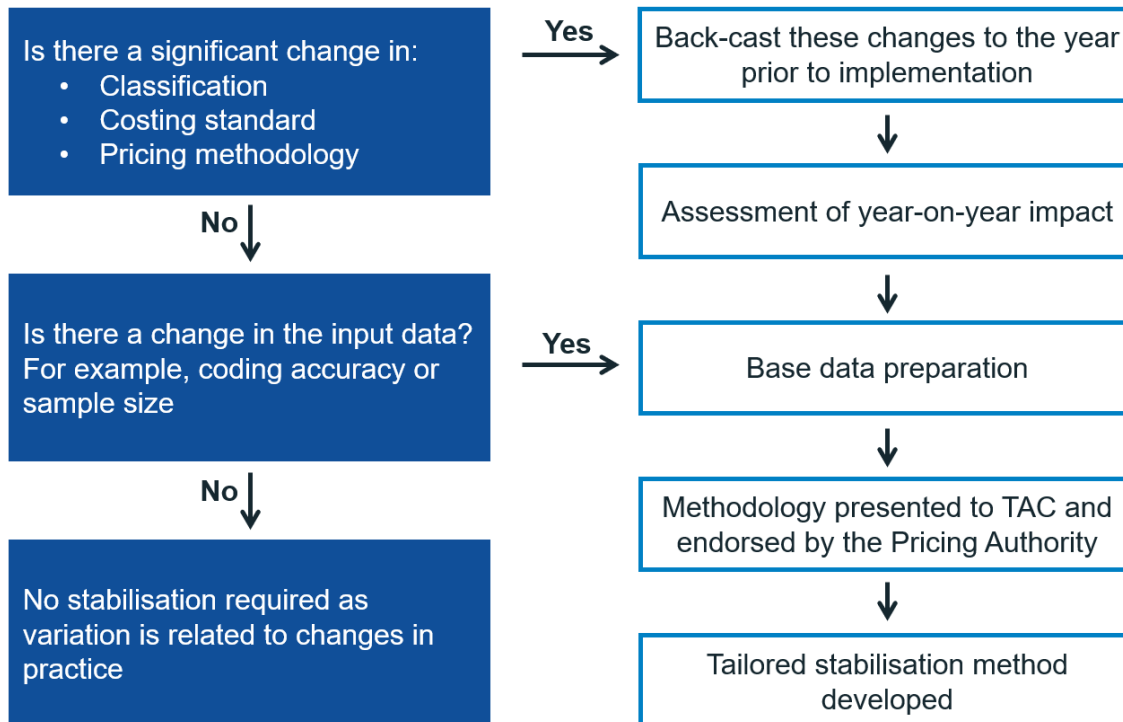 Is there a significant change in:
• Classification
• Costing standard
• Pricing methodology
Yes
Back-cast these changes to the year
prior to implementation
No
Assessment of year-on-year impact
Is there a change in the input data?
For example, coding accuracy or
sample size
Yes
Base data preparation
No
Methodology presented to TAC and
endorsed by the Pricing Authority
No stabilisation required as
variation is related to changes in
practice
Tailored stabilisation method
developed